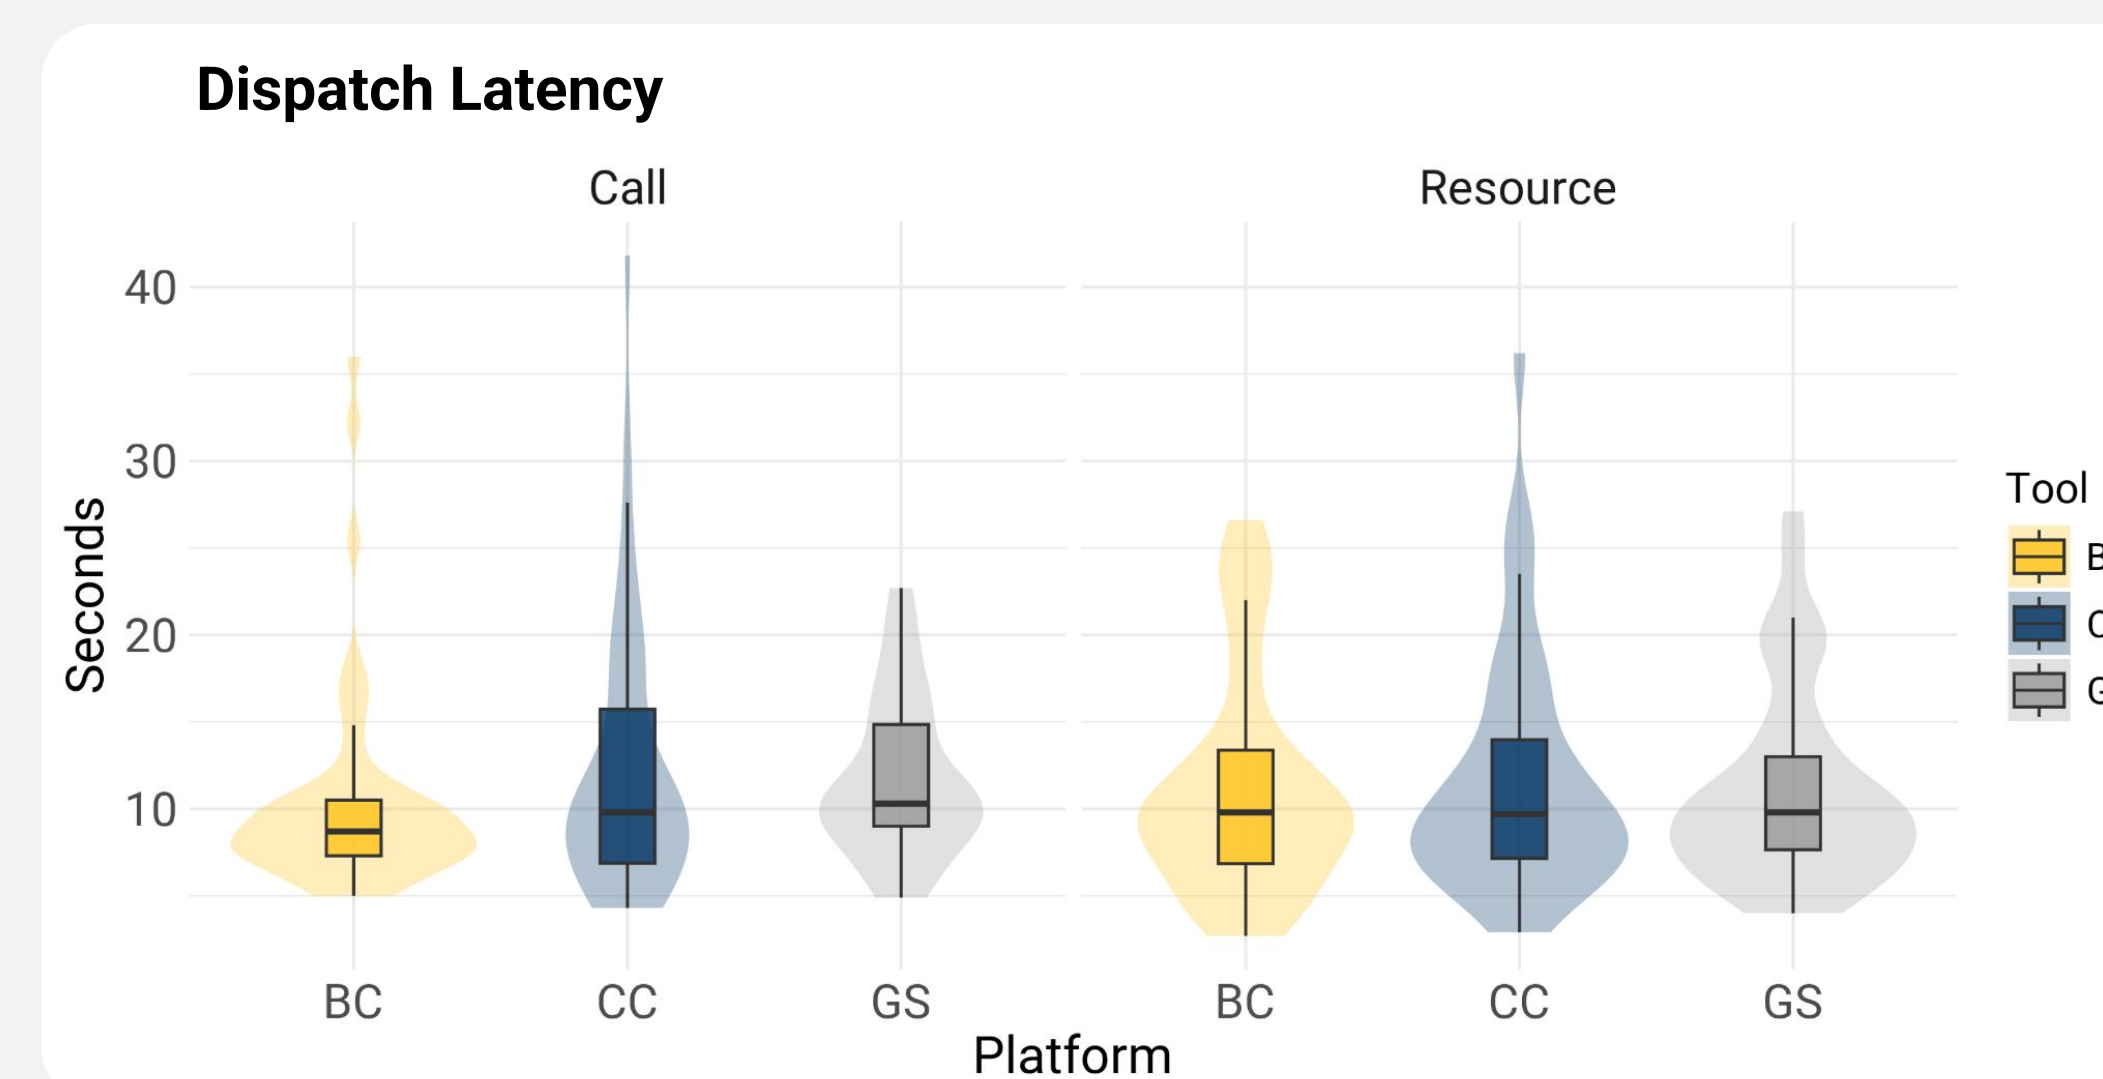 Dispatch Latency
Call
Resource
40
30
20
10
Seconds
BC
CC
GS
BC
CC
GS
Platform
Tool
B
C
G